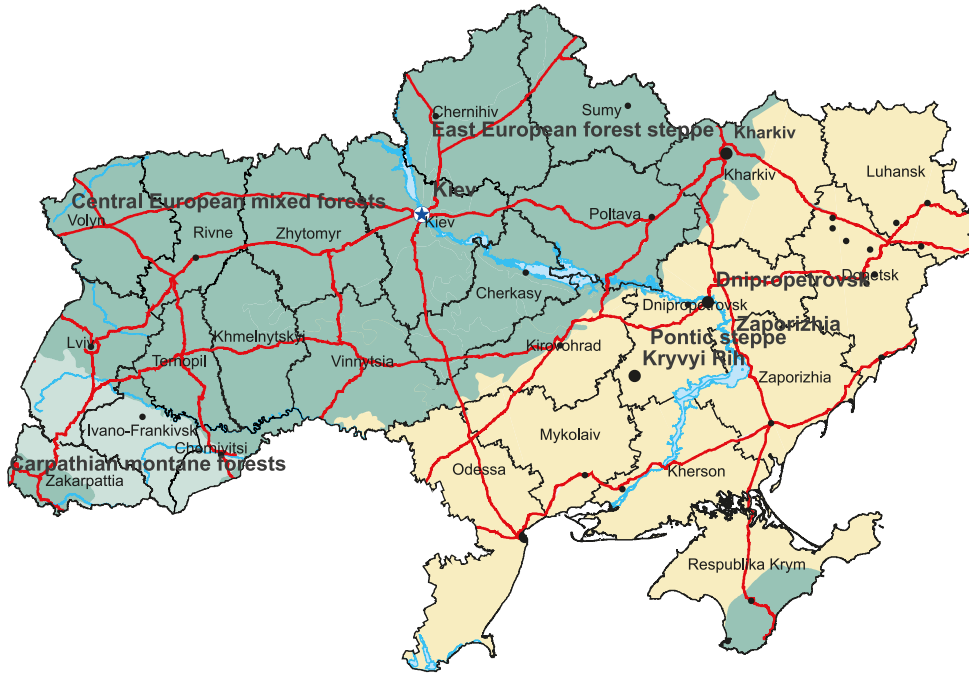 Chernihiv
Sumy
East European forest steppe
Kharkiv
Kharkiv
Luhansk
Kiev
Central European mixed forests
Volyn
Kiev
Poltava
Rivne
Zhytomyr
Donetsk
Dnipropetrovsk
Cherkasy
Dnipropetrovsk
Zaporizhia
Khmelnytskyi
Pontic steppe
Lviv
Kirovohrad
Ternopil
Vinnytsia
Kryvyi Rih
Zaporizhia
Ivano-Frankivsk
Mykolaiv
Chernivitsi
Carpathian montane forests
Odessa
Kherson
Zakarpattia
Respublika Krym